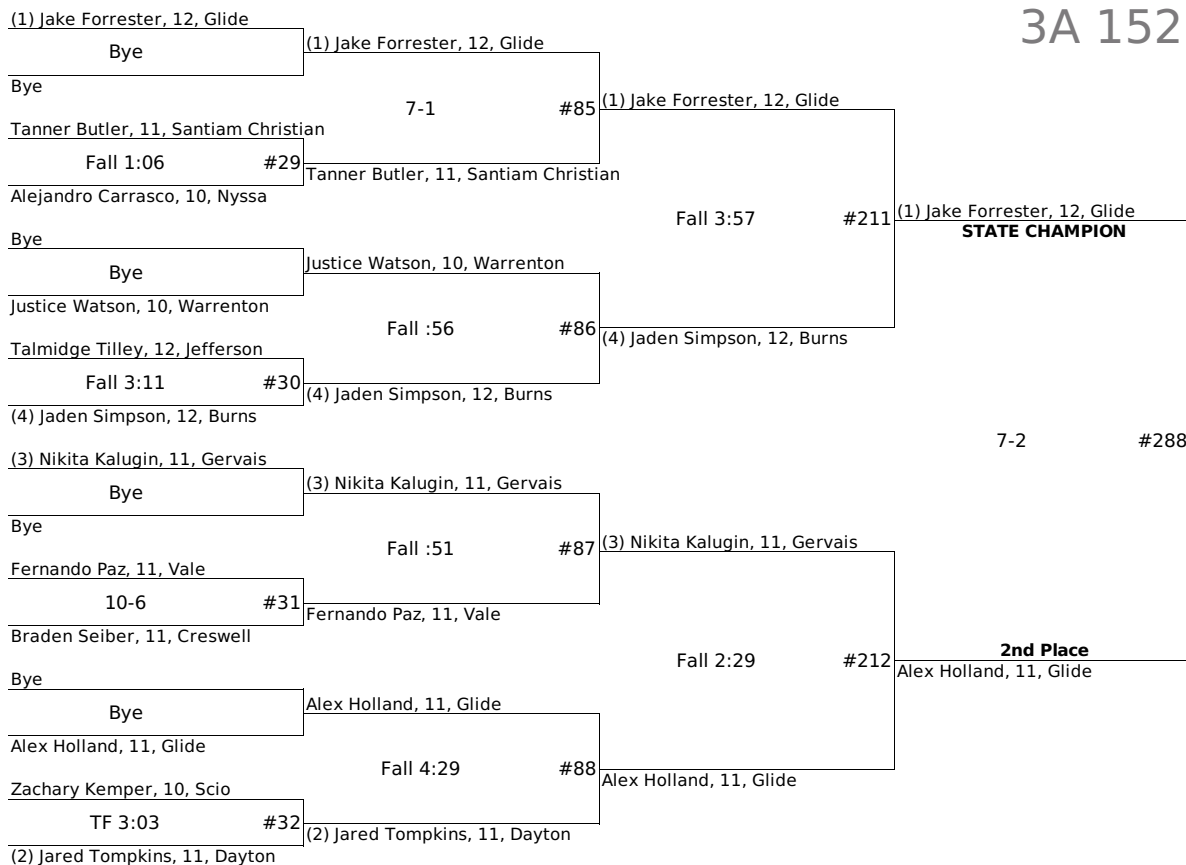 3A 152
(1) Jake Forrester, 12, Glide
Bye
Bye
Tanner Butler, 11, Santiam Christian
Fall 1:06 #29
Alejandro Carrasco, 10, Nyssa
Bye
Bye
Justice Watson, 10, Warrenton
Talmidge Tilley, 12, Jefferson
Fall 3:11 #30
(4) Jaden Simpson, 12, Burns
(3) Nikita Kalugin, 11, Gervais
Bye
Bye
Fernando Paz, 11, Vale
10-6 #31
Braden Seiber, 11, Creswell
Bye
Bye
Alex Holland, 11, Glide
Zachary Kemper, 10, Scio
TF 3:03 #32
(2) Jared Tompkins, 11, Dayton
(1) Jake Forrester, 12, Glide
7-1 #85
Tanner Butler, 11, Santiam Christian
Justice Watson, 10, Warrenton
Fall :56 #86
(4) Jaden Simpson, 12, Burns
(3) Nikita Kalugin, 11, Gervais
Fall :51 #87
Fernando Paz, 11, Vale
Alex Holland, 11, Glide
Fall 4:29 #88
(2) Jared Tompkins, 11, Dayton
(1) Jake Forrester, 12, Glide
Fall 3:57 #211
(4) Jaden Simpson, 12, Burns
(3) Nikita Kalugin, 11, Gervais
Fall 2:29 #212
Alex Holland, 11, Glide
(1) Jake Forrester, 12, Glide
STATE CHAMPION
7-2 #288
2nd Place
Alex Holland, 11, Glide